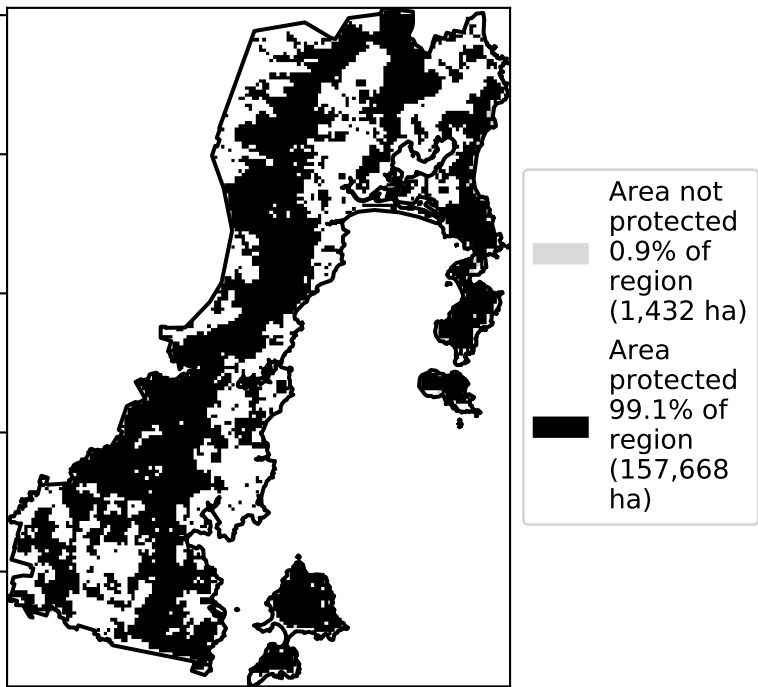 Area not
protected
0.9% of
region
(1,432 ha)
Area
protected
99.1% of
region
(157,668
ha)